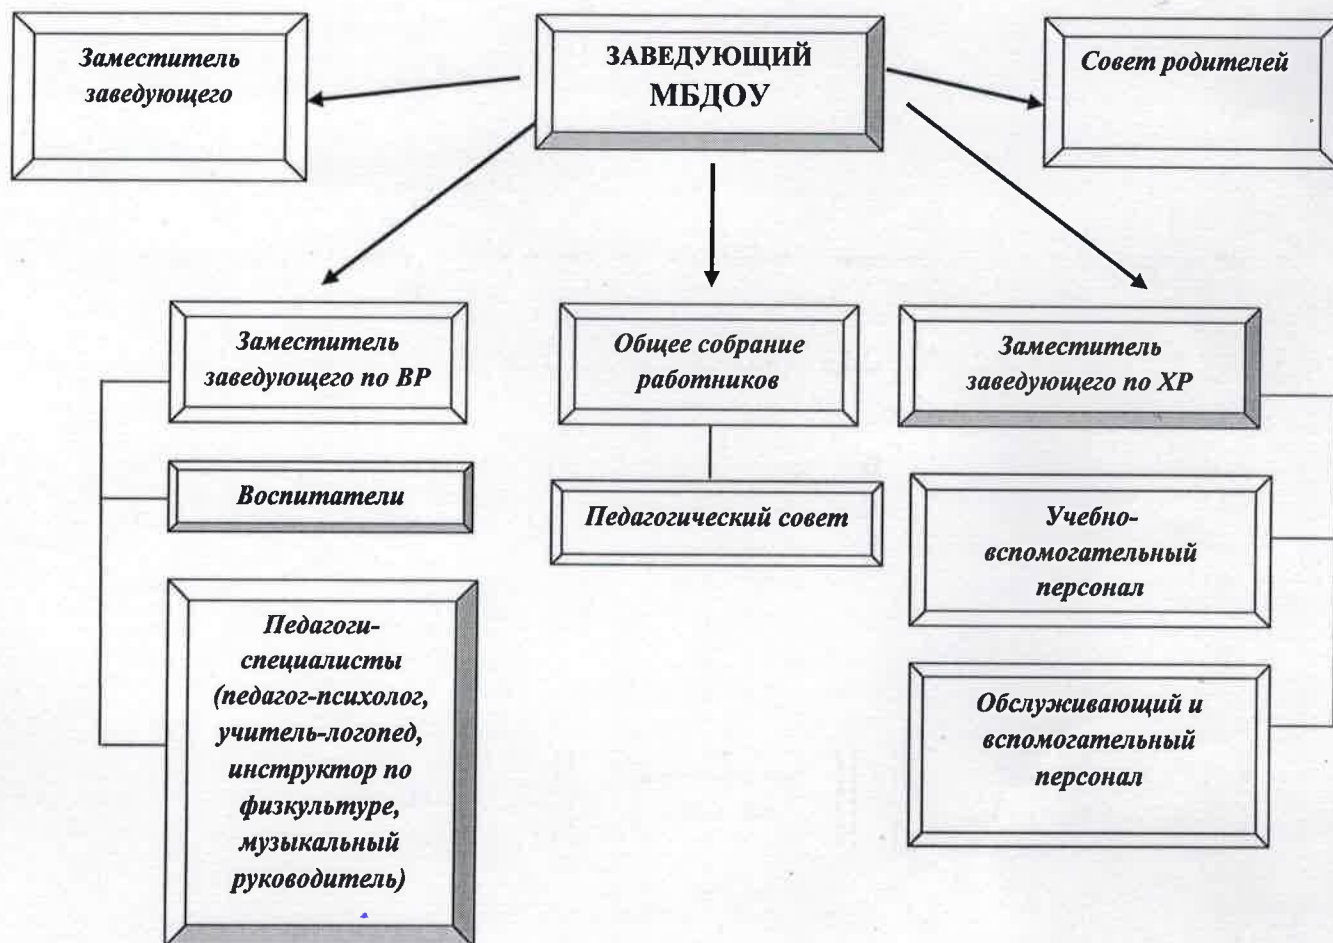 Заместитель
заведующего
ЗАВЕДУЮЩИЙ
МБДОУ
Совет родителей
Заместитель
заведующего по ВР
Общее собрание
работников
Заместитель
заведующего по ХР
Воспитатели
Педагогический совет
Учебно-
вспомогательный
персонал
Педагоги-
специалисты
(педагог-психолог,
учитель-логопед,
инструктор по
физкультуре,
музыкальный
руководитель)
Обслуживающий и
вспомогательный
персонал